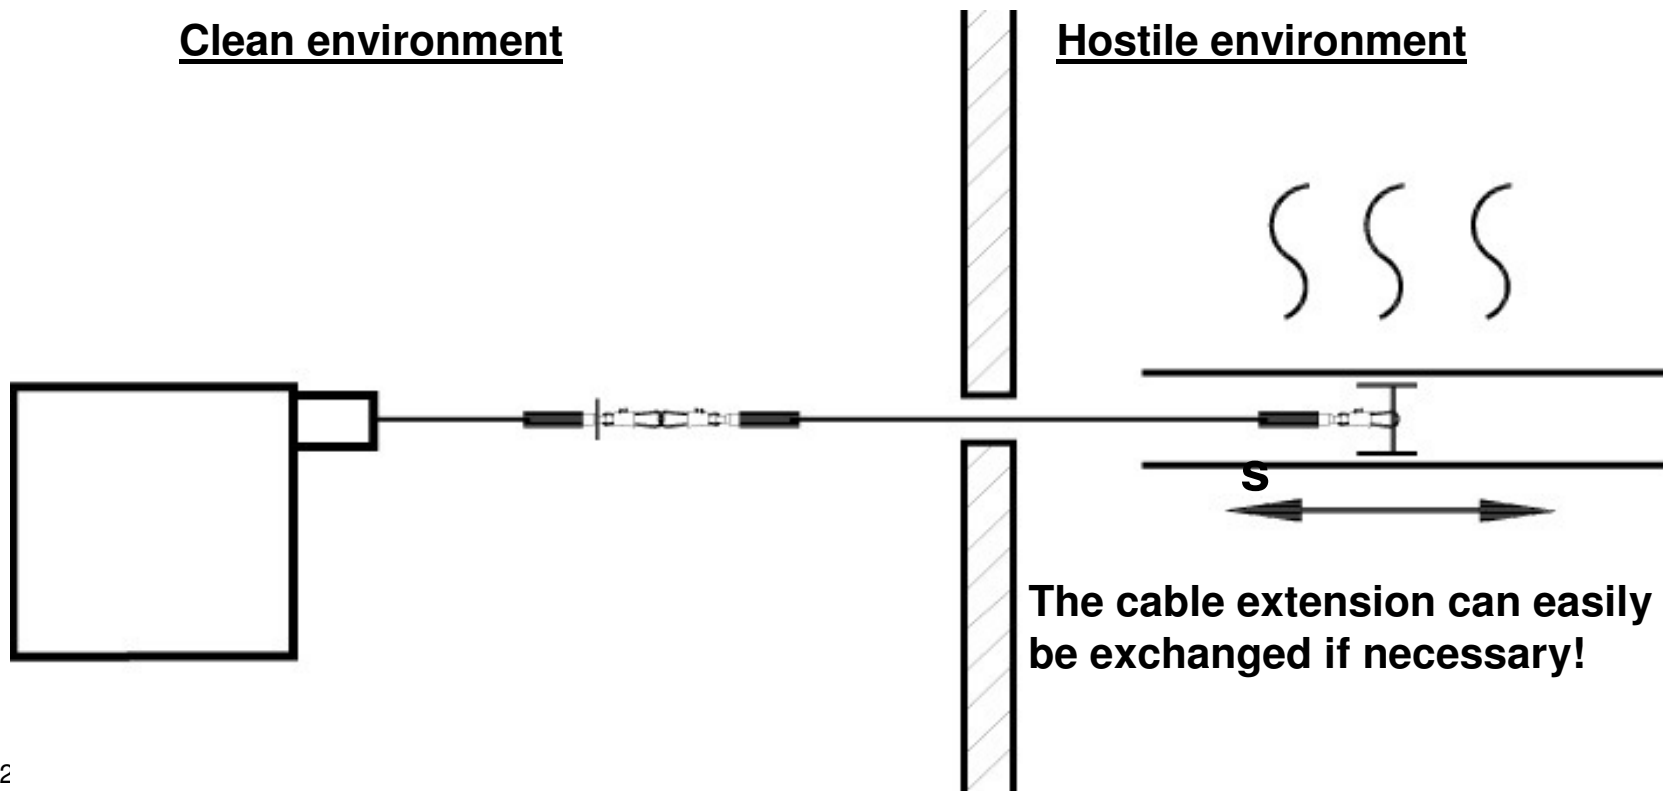 Clean environment
Hostile environment
s
The cable extension can easily
be exchanged if necessary!
2